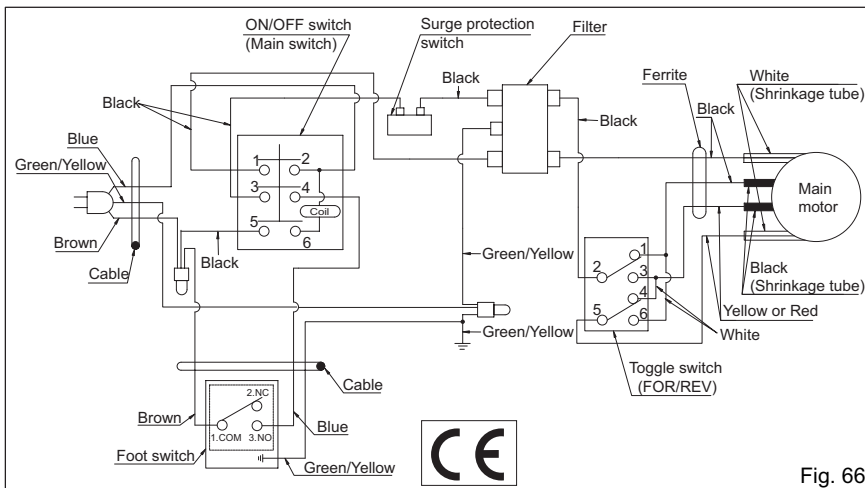 ON/OFF switch
(Main switch)
Surge protection
switch
Filter
Black
Ferrite
White
(Shrinkage tube)
Black
Black
Black
Blue
Green/Yellow
1
2
3
4
Coil
5
6
Main
motor
Brown
Black
Cable
Green/Yellow
1
2
3
4
5
6
Black
(Shrinkage tube)
Yellow or Red
White
Green/Yellow
Toggle switch
(FOR/REV)
Cable
2.NC
Brown
1.COM
3.NO
Blue
Foot switch
Green/Yellow
CE
Fig. 66